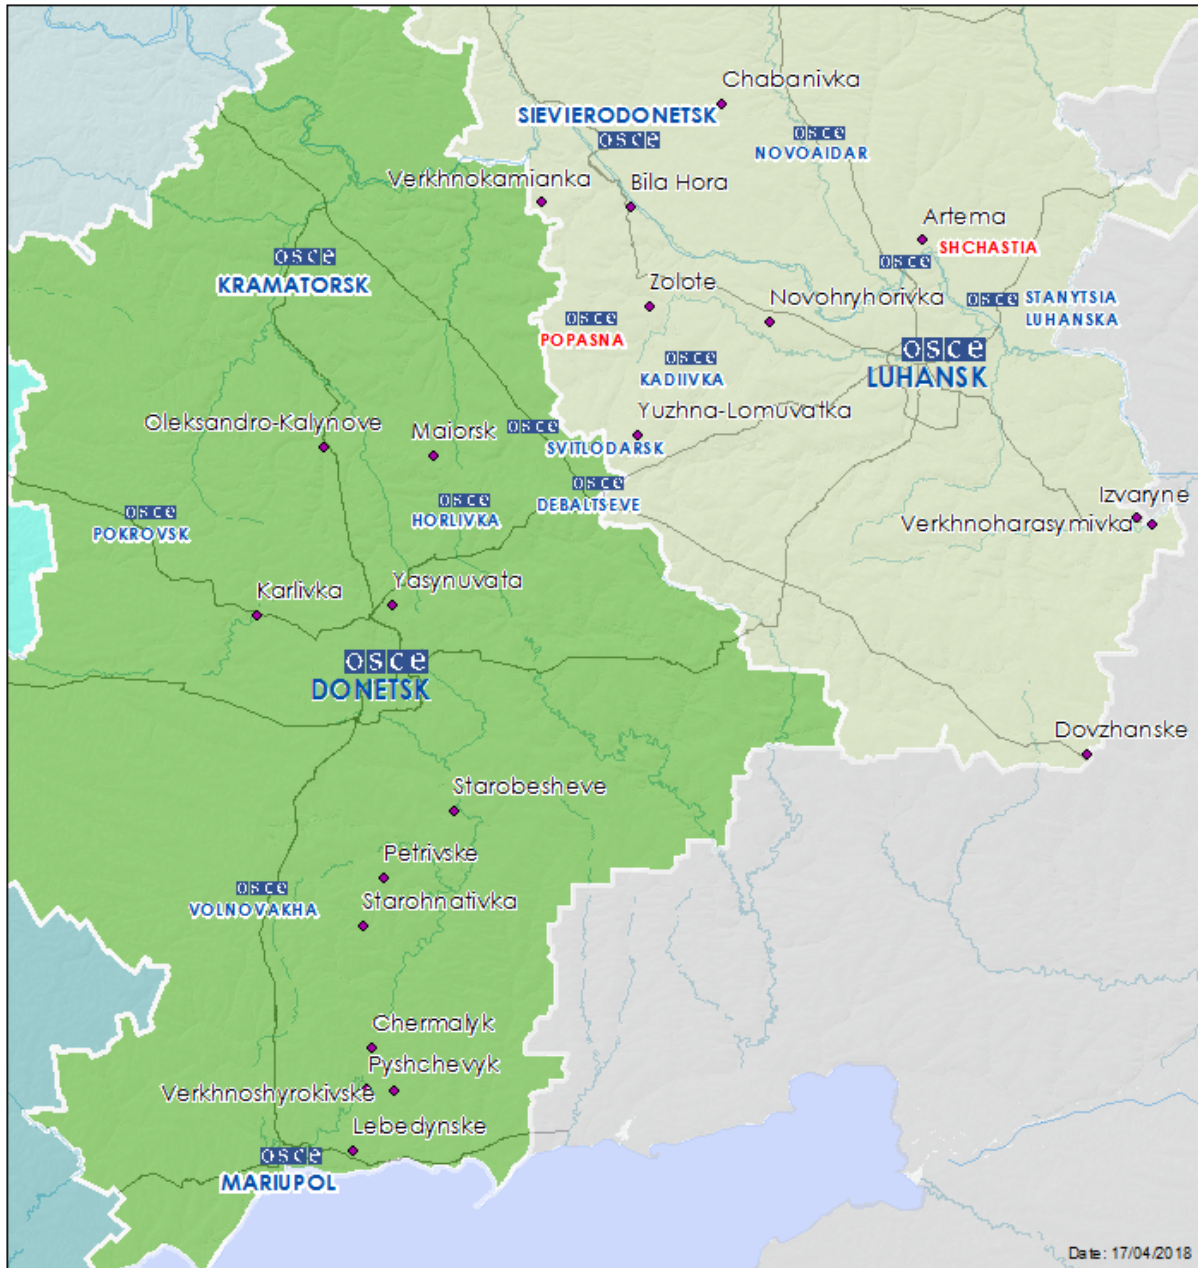 Chabanivka
SIEVIERODONETSK
osce
osce
NOVOAIDAR
Verkhnokamianka
Bila Hora
Artema
SHCHASTIA
osce
osce
KRAMATORSK
Zolote
Novohryhorivka
osce
STANYTSIA
LUHANSKA
osce
POPASNA
osce
LUHANSK
osce
KADIIVKA
Oleksandro-Kalynove
Maiorsk
Yuzhna-Lomuvatka
osce
SVITLODARSK
osce
DEBALTSEVE
osce
HORLIVKA
osce
POKROVSK
Izvaryne
Verkhnoharasymivka
Karlivka
Yasynuvata
osce
DONETSK
Dovzhanske
Starobesheve
Petrivske
osce
VOLNOVAKHA
Starohnativka
Chermalyk
Pyshchevyk
Verkhnoshyrokivske
Lebedynske
osce
MARIUPOL
Date: 17/04/2018